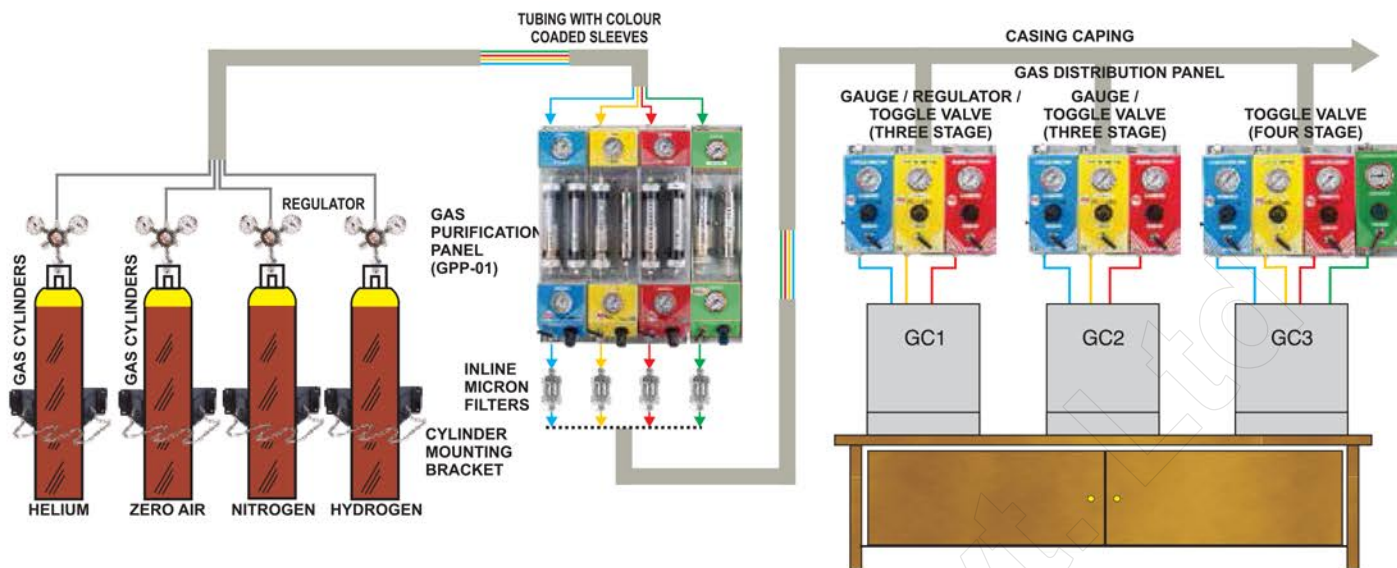 TUBING WITH COLOUR
COADED SLEEVES
CASING CAPING
GAS DISTRIBUTION PANEL
GAUGE / REGULATOR /
TOGGLE VALVE
(THREE STAGE)
GAUGE /
TOGGLE VALVE
(THREE STAGE)
TOGGLE VALVE
(FOUR STAGE)
REGULATOR
GAS
PURIFICATION
PANEL
(GPP-01)
GAS CYLINDERS
GAS CYLINDERS
INLINE
MICRON
FILTERS
CYLINDER
MOUNTING
BRACKET
HELIUM
ZERO AIR
NITROGEN
HYDROGEN
GC1
GC2
GC3
t. Ltd